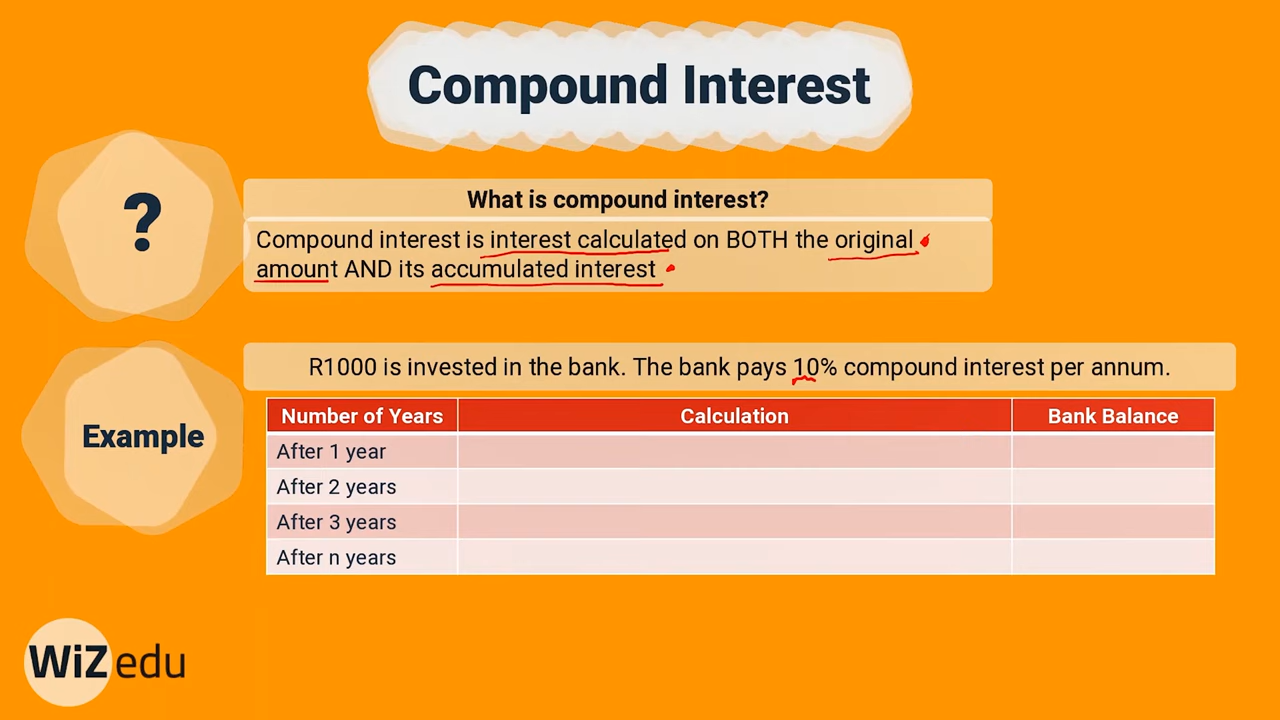 Compound Interest
?
What is compound interest?
Compound interest is interest calculated on BOTH the original
amount AND its accumulated interest
Example
R1000 is invested in the bank. The bank pays 10% compound interest per annum.
Number of Years Calculation Bank Balance
After 1 year
After 2 years
After 3 years
After n years
WiZedu